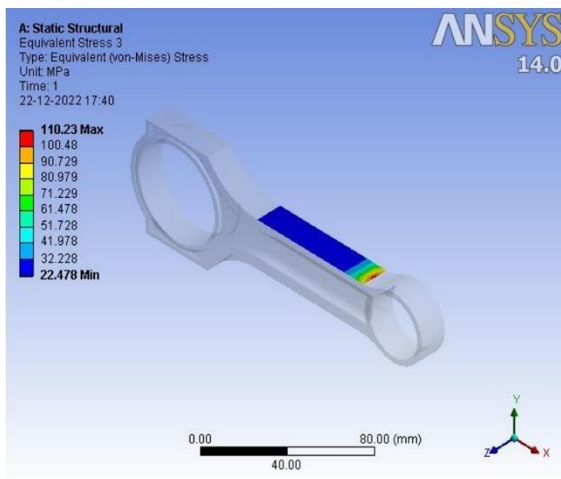 A: Static Structural
Equivalent Stress 3
Type: Equivalent (von-Mises) Stress
Unit: MPa
Time: 1
22-12-2022 17:40
ANSYS
14.0
110.23 Max
100.48
90.729
80.979
71.229
61.478
51.728
41.978
32.228
22.478 Min
0.00
80.00 (mm)
40.00
Y
Z
X